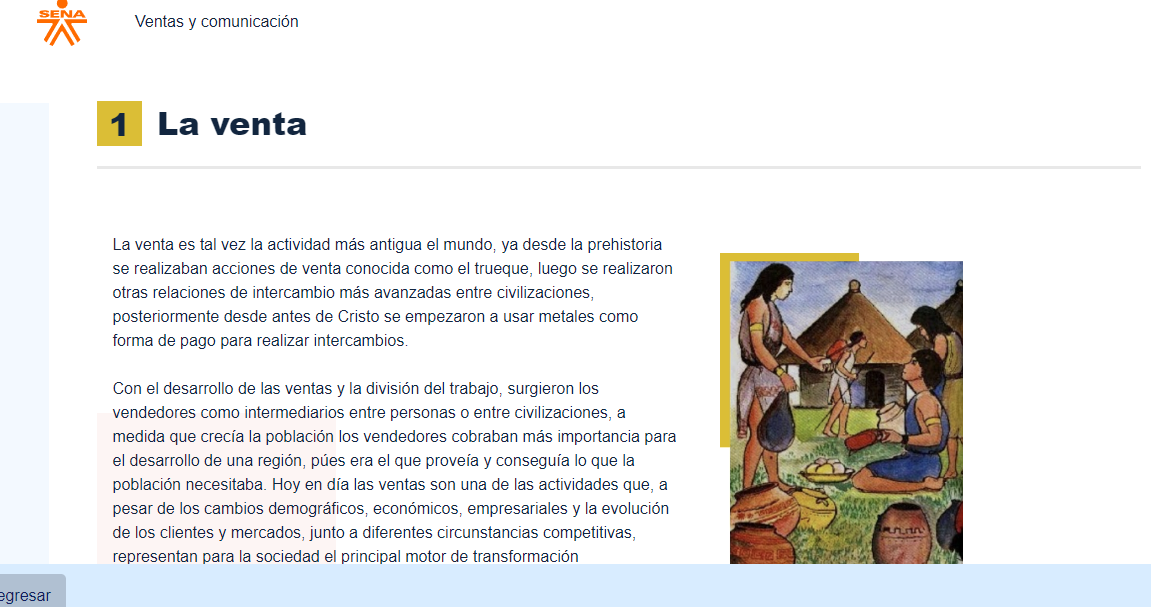 SENA
Ventas y comunicación
1 La venta
La venta es tal vez la actividad más antigua el mundo, ya desde la prehistoria
se realizaban acciones de venta conocida como el trueque, luego se realizaron
otras relaciones de intercambio más avanzadas entre civilizaciones,
posteriormente desde antes de Cristo se empezaron a usar metales como
forma de pago para realizar intercambios.
Con el desarrollo de las ventas y la división del trabajo, surgieron los
vendedores como intermediarios entre personas o entre civilizaciones, a
medida que crecía la población los vendedores cobraban más importancia para
el desarrollo de una región, púes era el que proveía y conseguía lo que la
población necesitaba. Hoy en día las ventas son una de las actividades que, a
pesar de los cambios demográficos, económicos, empresariales y la evolución
de los clientes y mercados, junto a diferentes circunstancias competitivas,
representan para la sociedad el principal motor de transformación
egresar